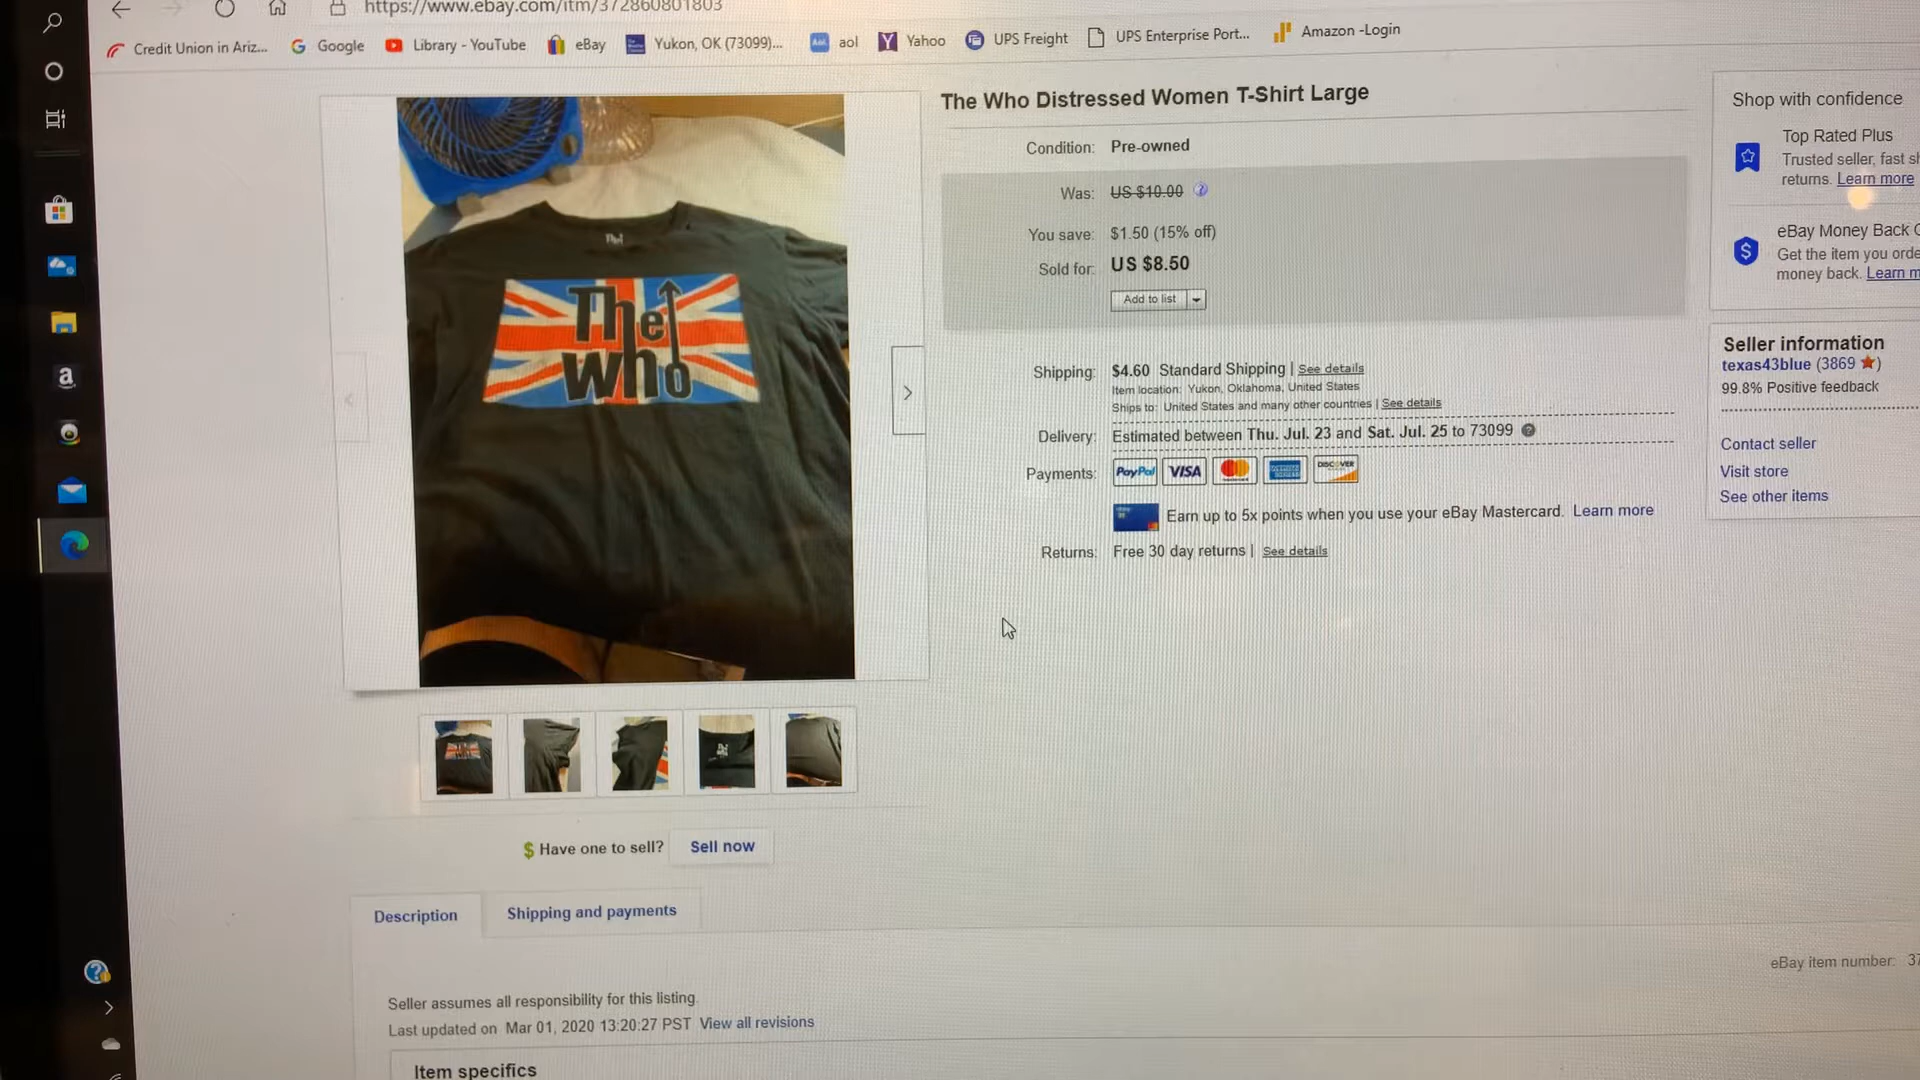 https://www.ebay.com/itm/372860801803
Credit Union in Ariz...
Google
Library - YouTube
eBay
Yukon, OK (73099)...
Aol.
aol
Yahoo
UPS Freight
UPS Enterprise Port...
Amazon -Login
The Who Distressed Women T-Shirt Large
Condition: Pre-owned
Was: US $10.00
You save: $1.50 (15% off)
Sold for: US $8.50
Add to list
Shipping: $4.60 Standard Shipping | See details
Item location: Yukon, Oklahoma, United States
Ships to: United States and many other countries | See details
Delivery: Estimated between Thu. Jul. 23 and Sat. Jul. 25 to 73099
Payments: PayPal VISA DISCOVER
Earn up to 5x points when you use your eBay Mastercard. Learn more
Returns: Free 30 day returns | See details
Shop with confidence
Top Rated Plus
Trusted seller, fast sh
returns. Learn more
eBay Money Back G
Get the item you orde
money back. Learn m
Seller information
texas43blue (3869 ★)
99.8% Positive feedback
Contact seller
Visit store
See other items
The
Who
$ Have one to sell? Sell now
Description
Shipping and payments
eBay item number: 37
Seller assumes all responsibility for this listing.
Last updated on Mar 01, 2020 13:20:27 PST View all revisions
Item specifics